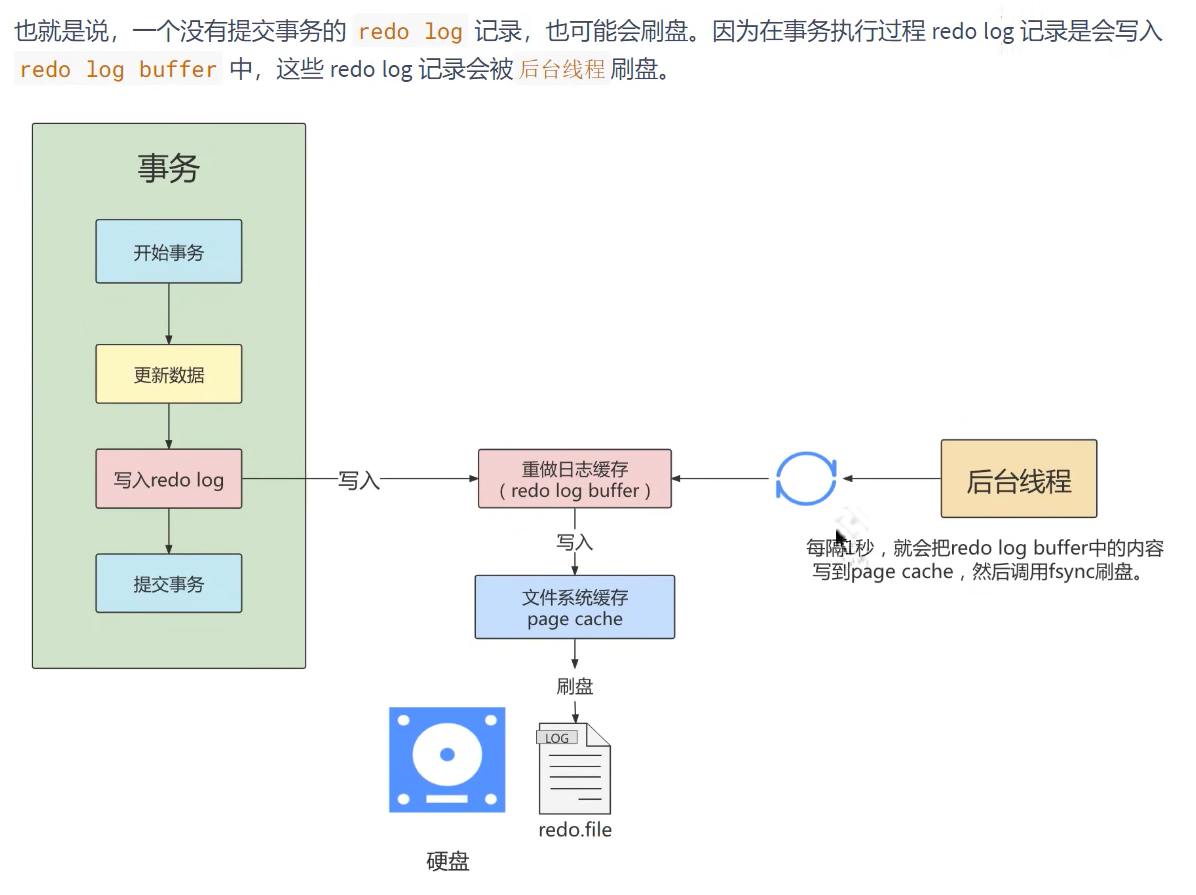 也就是说，一个没有提交事务的 redo log 记录，也可能会刷盘。因为在事务执行过程 redo log 记录是会写入
redo log buffer 中，这些 redo log 记录会被 后台线程 刷盘。
事务
开始事务
更新数据
写入redo log
提交事务
写入
重做日志缓存
（redo log buffer）
写入
文件系统缓存
page cache
刷盘
LOG
redo.file
硬盘
后台线程
每隔1秒，就会把redo log buffer中的内容
写到page cache，然后调用fsync刷盘。